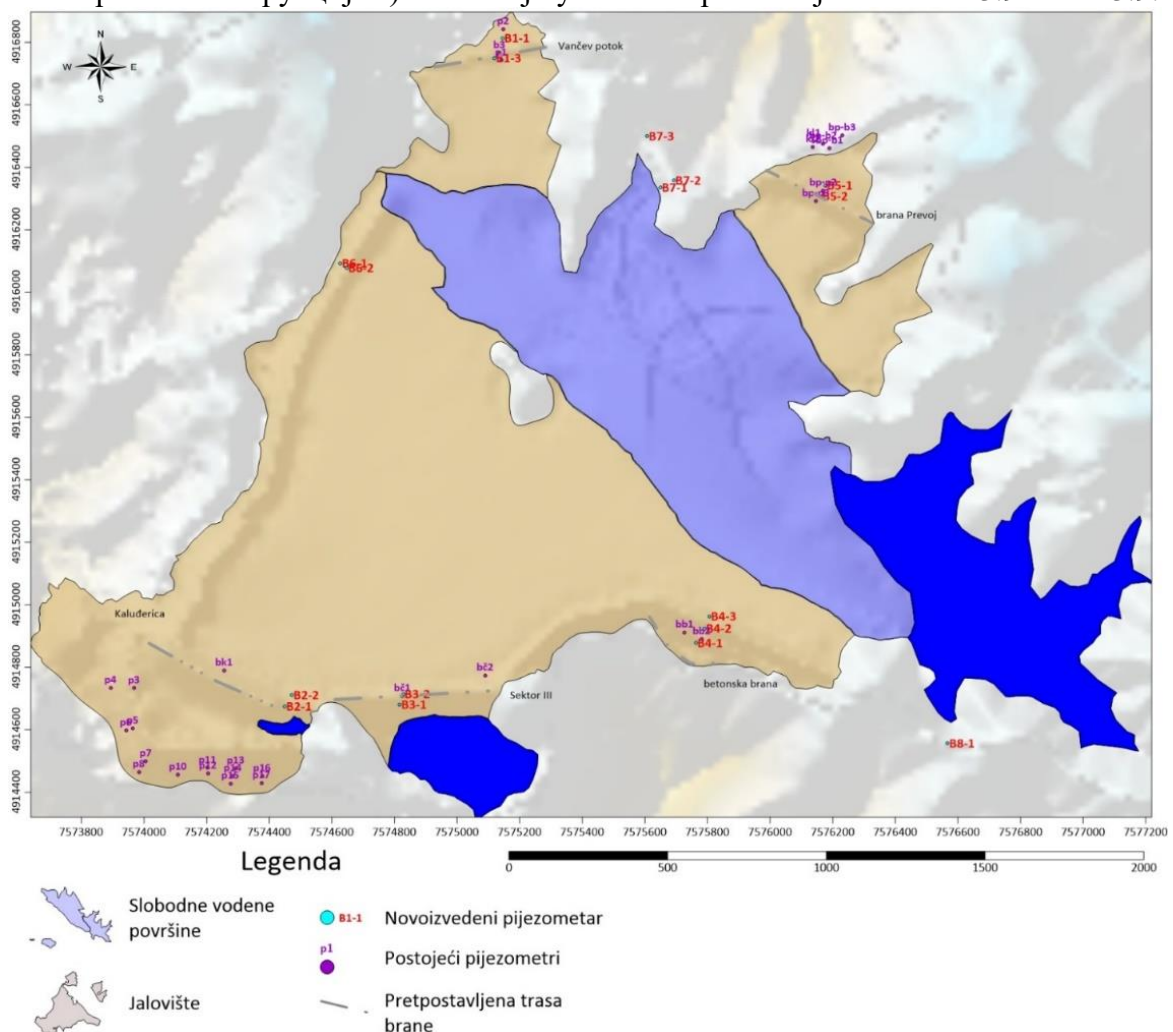 p2
4916800
B1-1
N
b3
Vančev potok
W
E
B1-3
S
4916600
B7-3
bp-b3
4916400
B7-2
B7-1
B5-1
B5-2
brana Prevoj
4916200
B6-1
B6-2
4916000
4915800
4915600
4915400
4915200
4915000
Kaluđerica
B4-3
bb1
B4-2
B4-1
4914800
bk1
bč2
betonska brana
p4
p3
B2-2
bč1
B3-2
Sektor III
B2-1
B3-1
4914600
p5
B8-1
p7
p11
p13
p8
p10
p12
p16
p17
4914400
7573800 7574000 7574200 7574400 7574600 7574800 7575000 7575200 7575400 7575600 7575800 7576000 7576200 7576400 7576600 7576800 7577000 7577200
Legenda
0 500 1000 1500 2000
Slobodne vodene
površine
B1-1 Novoizvedeni pijezometar
p1
Postojeći pijezometri
Jalovište
Pretpostavljena trasa
brane